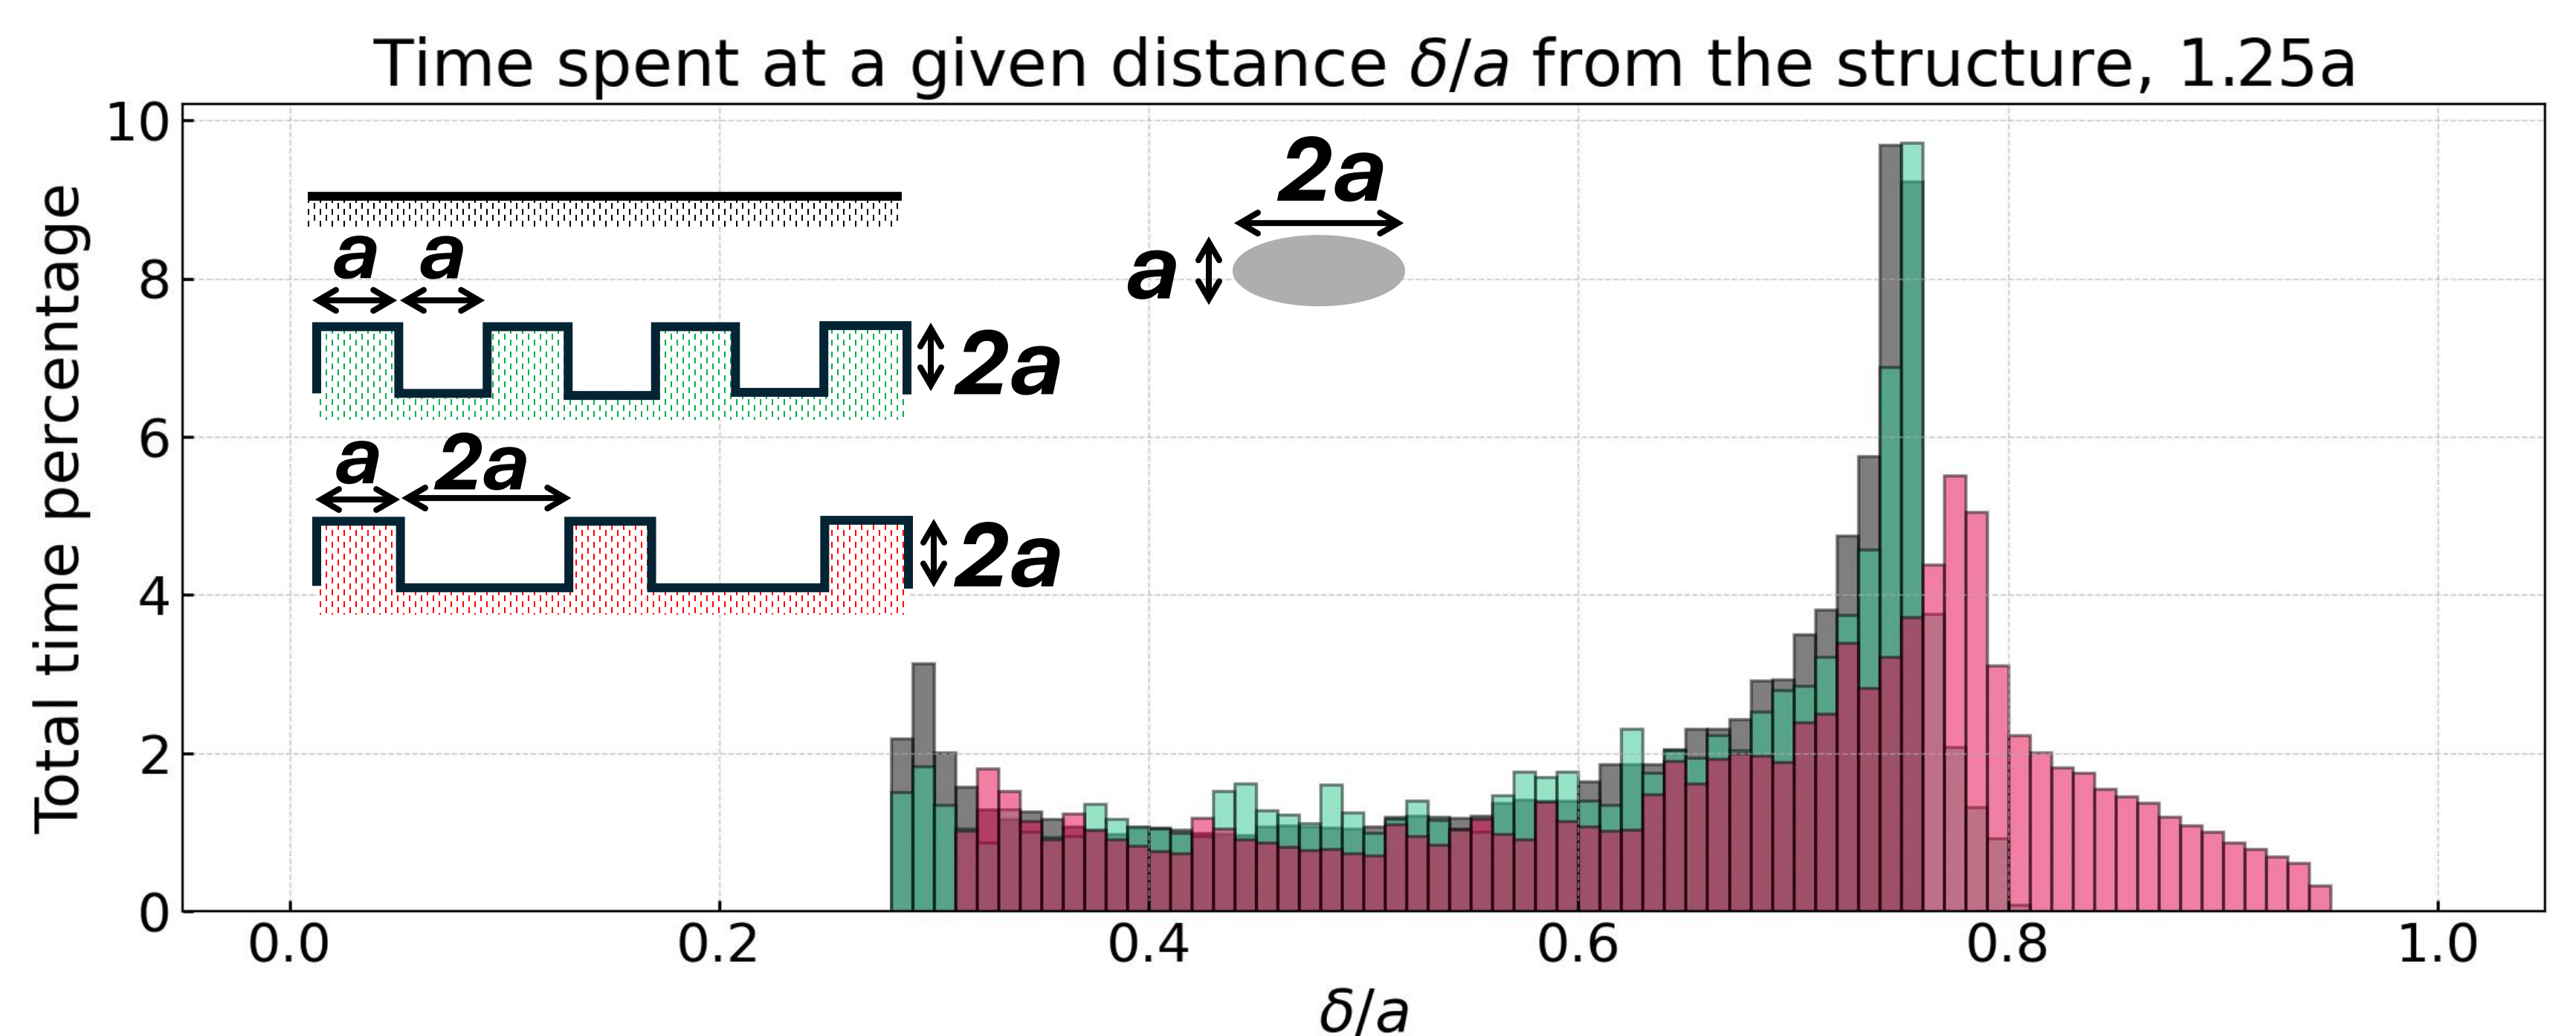 Time spent at a given distance δ/a from the structure, 1.25a
Total time percentage
10
8
6
4
2
0
a a
2a
a 2a
2a
2a
a
0.0 0.2 0.4 0.6 0.8 1.0
δ/a